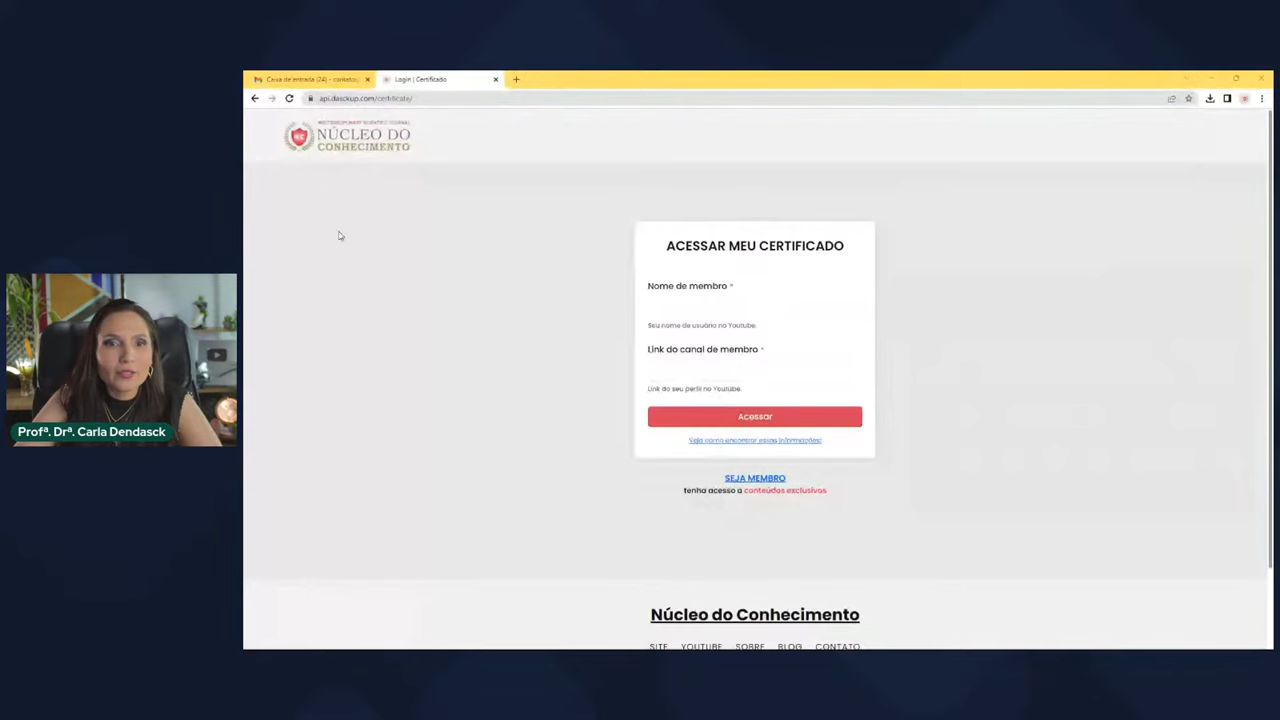 Caixa de entrada (24) - contato
Login | Certificado
api.dasckup.com/certificate/
NÚCLEO DO
CONHECIMENTO
ACESSAR MEU CERTIFICADO
Nome de membro *
Seu nome de usuário no Youtube.
Link do canal de membro *
Link do seu perfil no Youtube.
Acessar
Veja como encontrar essas informações!
SEJA MEMBRO
tenha acesso a conteúdos exclusivos
Profª. Drª. Carla Dendasck
Núcleo do Conhecimento
SITE YOUTUBE SOBRE BLOG CONTATO